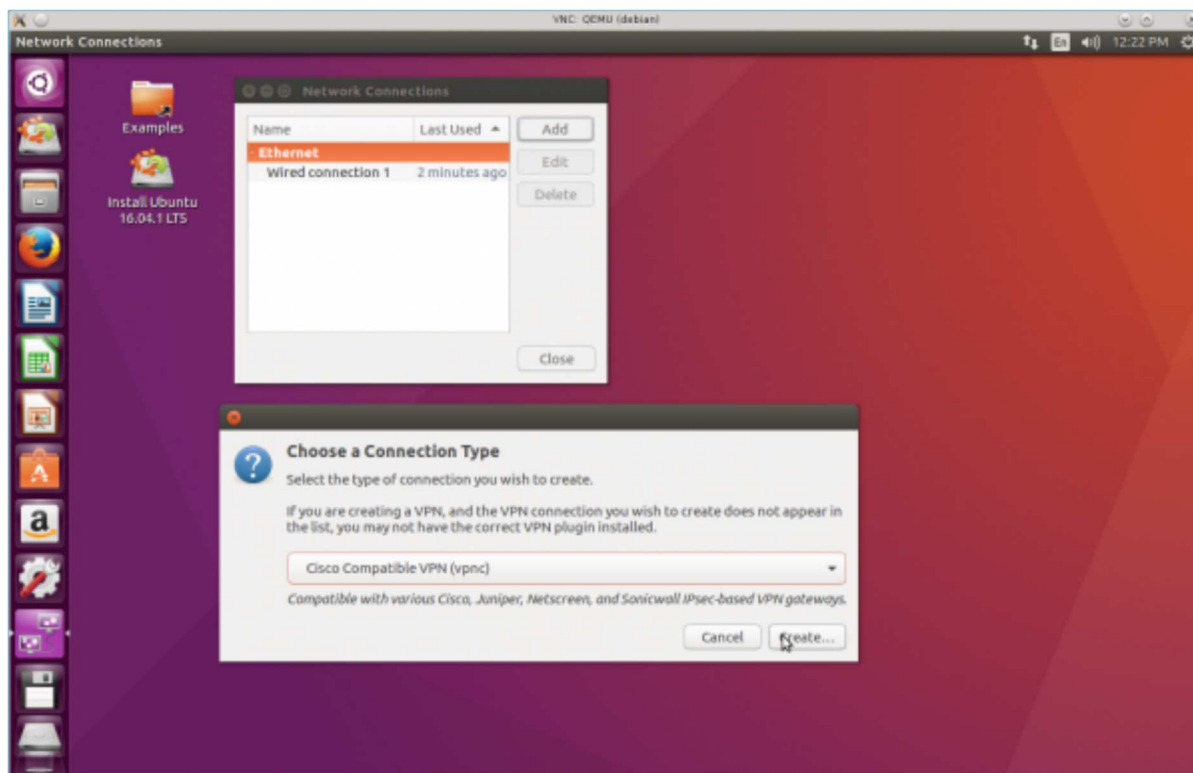 VNC: QEMU (debian)
Network Connections
En
12:22 PM
Examples
Install Ubuntu
16.04.1 LTS
Network Connections
Name Last Used
Ethernet
Wired connection 1 2 minutes ago
Add
Edit
Delete
Close
Choose a Connection Type
Select the type of connection you wish to create.
If you are creating a VPN, and the VPN connection you wish to create does not appear in
the list, you may not have the correct VPN plugin installed.
Cisco Compatible VPN (vpnc)
Compatible with various Cisco, Juniper, Netscreen, and Sonicwall IPsec-based VPN gateways.
Cancel Create...
a